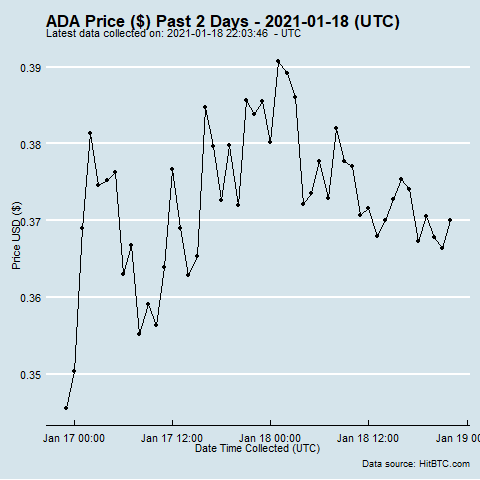 ADA Price ($) Past 2 Days - 2021-01-18 (UTC)
Latest data collected on: 2021-01-18 22:03:46 - UTC
0.39
0.38
0.37
0.36
0.35
Price USD ($)
Jan 17 00:00 Jan 17 12:00 Jan 18 00:00 Jan 18 12:00 Jan 19 00
Date Time Collected (UTC)
Data source: HitBTC.com